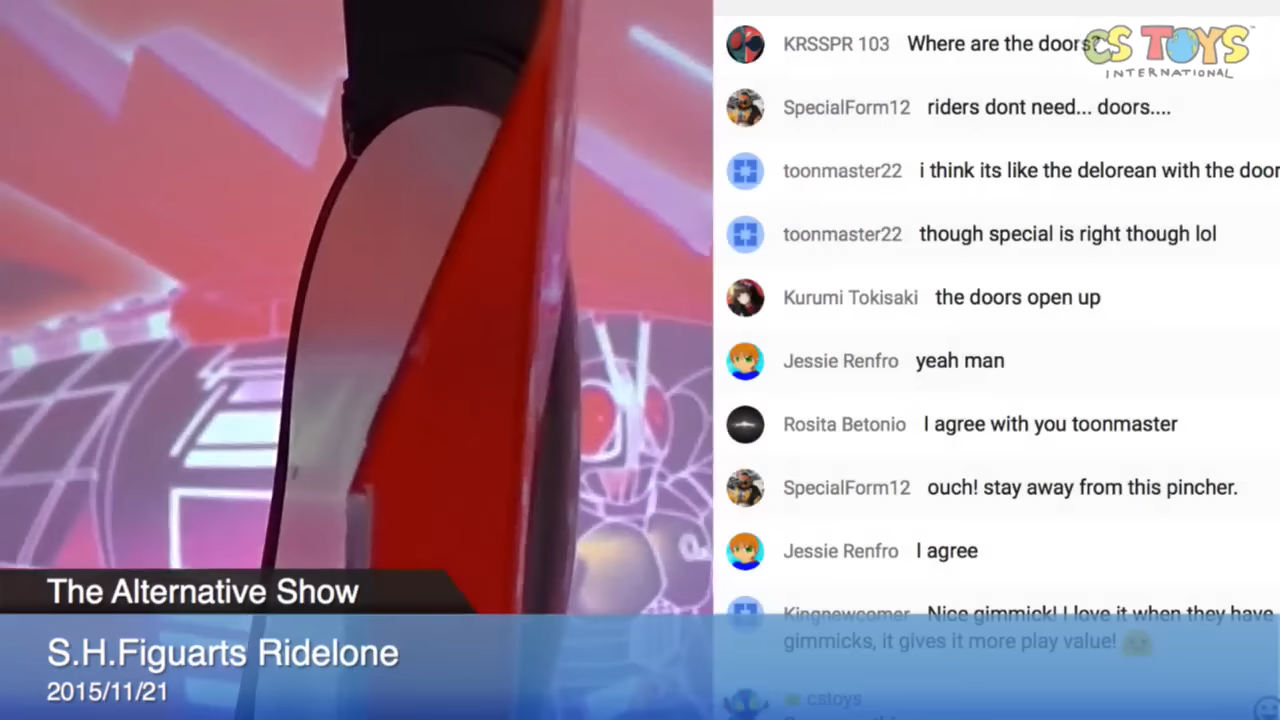 KRSSPR 103 Where are the doors?
CS TOYS
INTERNATIONAL
SpecialForm12 riders dont need... doors....
toonmaster22 i think its like the delorean with the door
toonmaster22 though special is right though lol
Kurumi Tokisaki the doors open up
Jessie Renfro yeah man
Rosita Betonio I agree with you toonmaster
SpecialForm12 ouch! stay away from this pincher.
Jessie Renfro I agree
Kingnewcomer Nice gimmick! I love it when they have
gimmicks, it gives it more play value!
cstoys
The Alternative Show
S.H.Figuarts Ridelone
2015/11/21